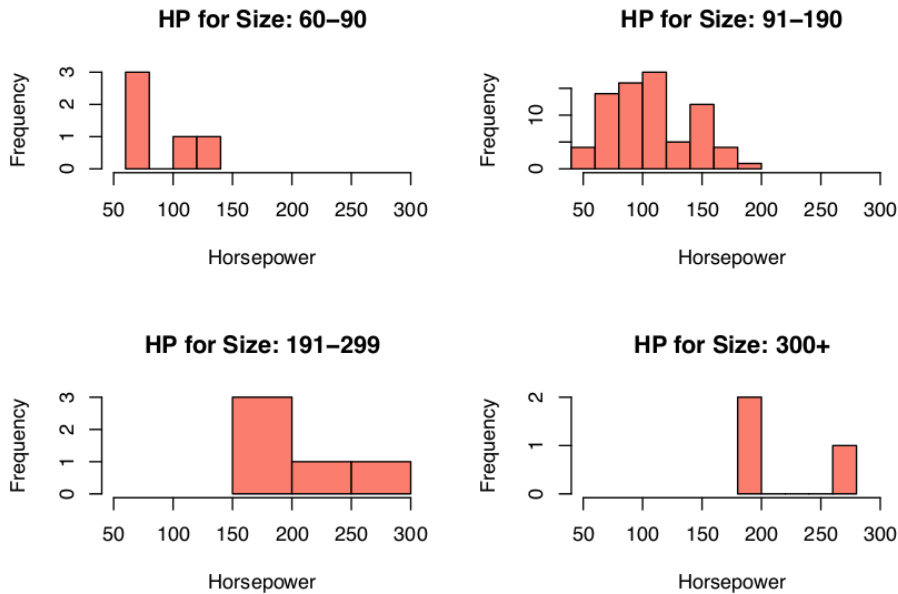 HP for Size: 60–90
Frequency
0 1 2 3
50 100 150 200 250 300
Horsepower
HP for Size: 91–190
Frequency
0 10
50 100 150 200 250 300
Horsepower
HP for Size: 191–299
Frequency
0 1 2 3
50 100 150 200 250 300
Horsepower
HP for Size: 300+
Frequency
0 1 2
50 100 150 200 250 300
Horsepower